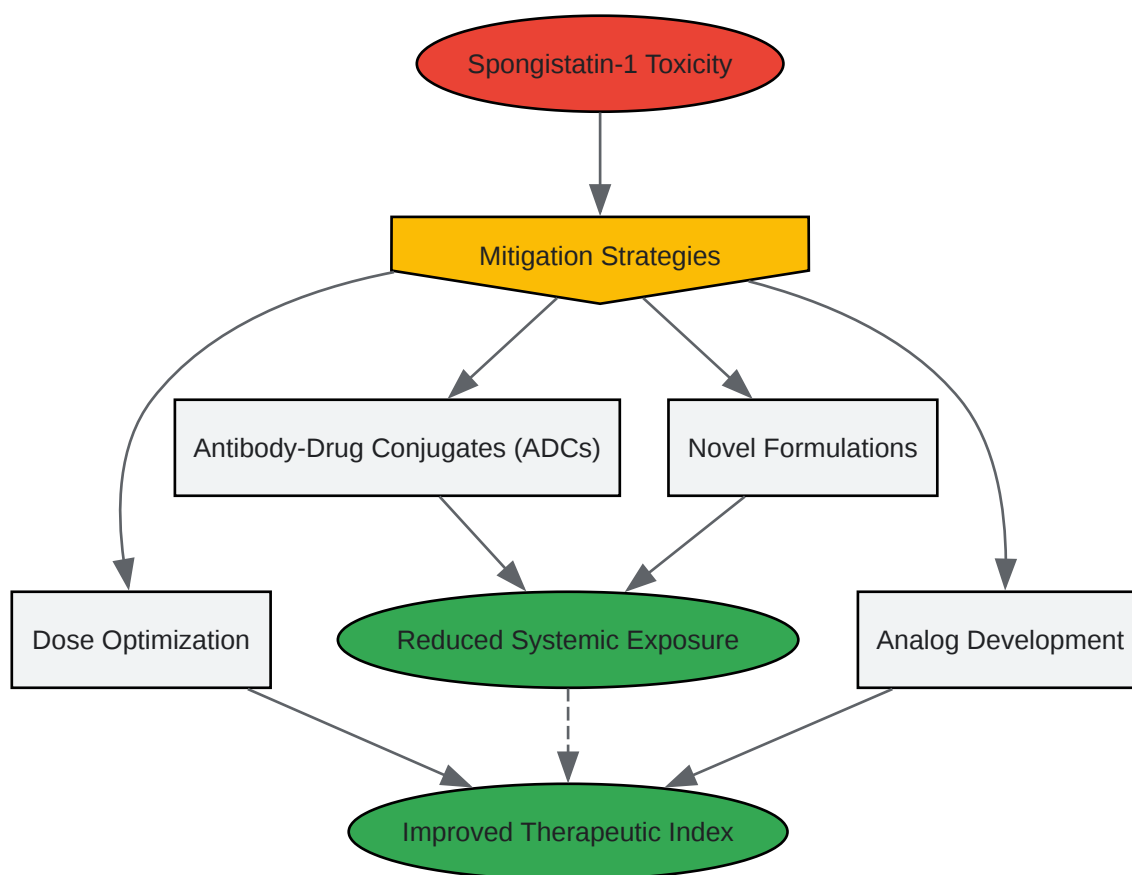 Spongistatin-1 Toxicity
Mitigation Strategies
Antibody-Drug Conjugates (ADCs)
Novel Formulations
Dose Optimization
Reduced Systemic Exposure
Analog Development
Improved Therapeutic Index